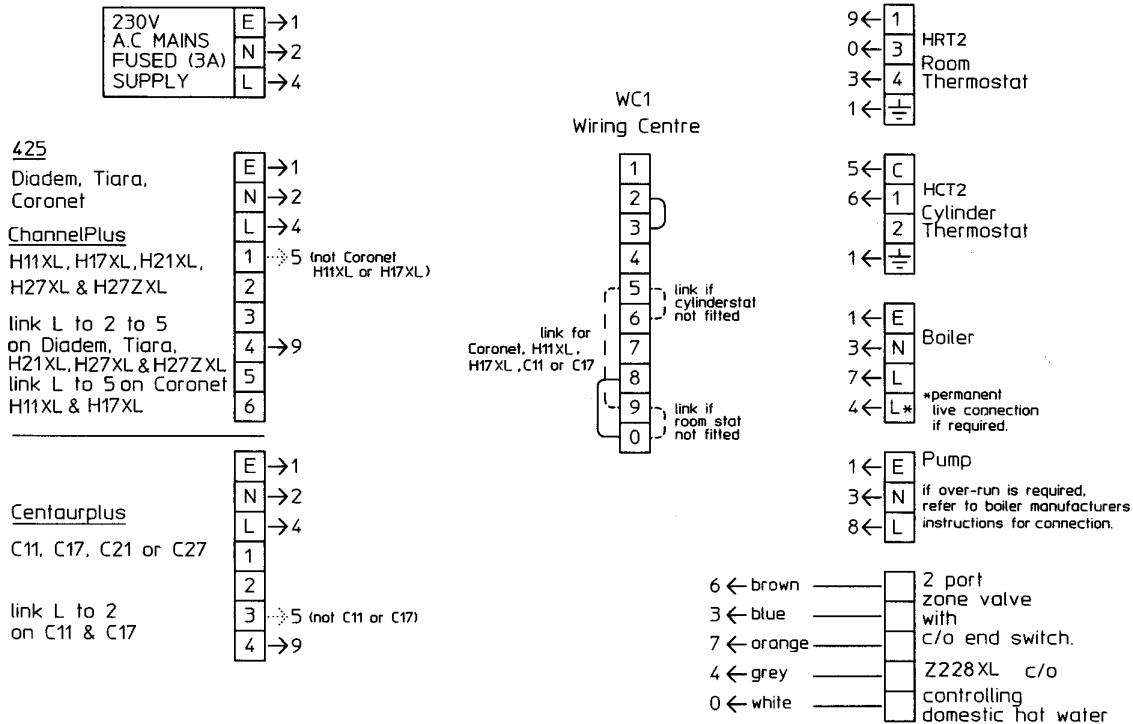 230V
A.C MAINS
FUSED (3A)
SUPPLY
E →1
N →2
L →4
425
Diadem, Tiara,
Coronet
ChannelPlus
H11XL, H17XL, H21XL,
H27XL & H27ZXL
link L to 2 to 5
on Diadem, Tiara,
H21XL, H27XL & H27ZXL
link L to 5 on Coronet
H11XL & H17XL
E →1
N →2
L →4
1 →5 (not Coronet
H11XL or H17XL)
2
3
4 →9
5
6
Centaurplus
C11, C17, C21 or C27
link L to 2
on C11 & C17
E →1
N →2
L →4
1
2
3 →5 (not C11 or C17)
4 →9
WC1
Wiring Centre
1
2
3
4
5
6
7
8
9
0
link if
cylinderstat
not fitted
link for
Coronet, H11XL,
H17XL, C11 or C17
link if
room stat
not fitted
9← 1
0← 3
3← 4
1←
HRT2
Room
Thermostat
5← C
6← 1
2
1←
HCT2
Cylinder
Thermostat
1← E
3← N
7← L
4← L*
Boiler
*permanent
live connection
if required.
1← E
3← N
8← L
Pump
if over-run is required,
refer to boiler manufacturers
instructions for connection.
6 ← brown
3 ← blue
7 ← orange
4 ← grey
0 ← white
2 port
zone valve
with
c/o end switch.
Z228XL c/o
controlling
domestic hot water